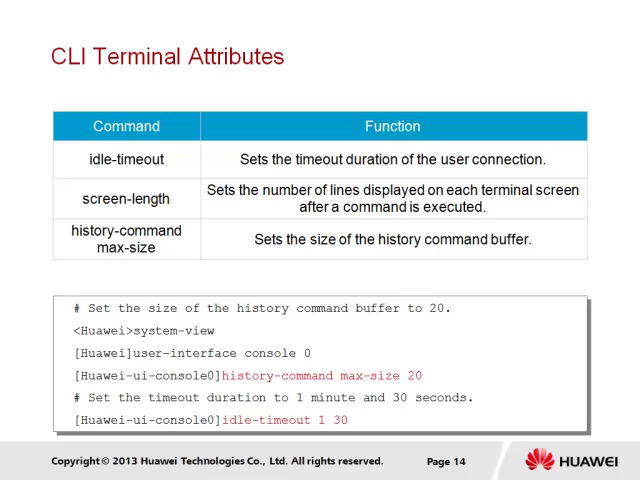 CLI Terminal Attributes
Command Function
idle-timeout Sets the timeout duration of the user connection.
screen-length Sets the number of lines displayed on each terminal screen
after a command is executed.
history-command
max-size Sets the size of the history command buffer.
# Set the size of the history command buffer to 20.
<Huawei>system-view
[Huawei]user-interface console 0
[Huawei-ui-console0]history-command max-size 20
# Set the timeout duration to 1 minute and 30 seconds.
[Huawei-ui-console0]idle-timeout 1 30
Copyright © 2013 Huawei Technologies Co., Ltd. All rights reserved. Page 14 HUAWEI